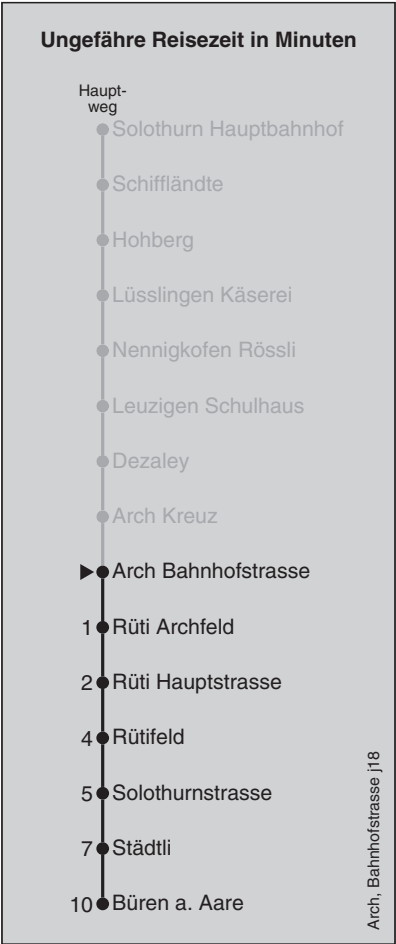 Ungefähre Reisezeit in Minuten
Haupt-
weg
Solothurn Hauptbahnhof
Schiffländte
Hohberg
Lüsslingen Käserei
Nennigkofen Rössli
Leuzigen Schulhaus
Dezaley
Arch Kreuz
Arch Bahnhofstrasse
1 Rüti Archfeld
2 Rüti Hauptstrasse
4 Rütifeld
5 Solothurnstrasse
7 Städtli
10 Büren a. Aare
Arch, Bahnhofstrasse j18